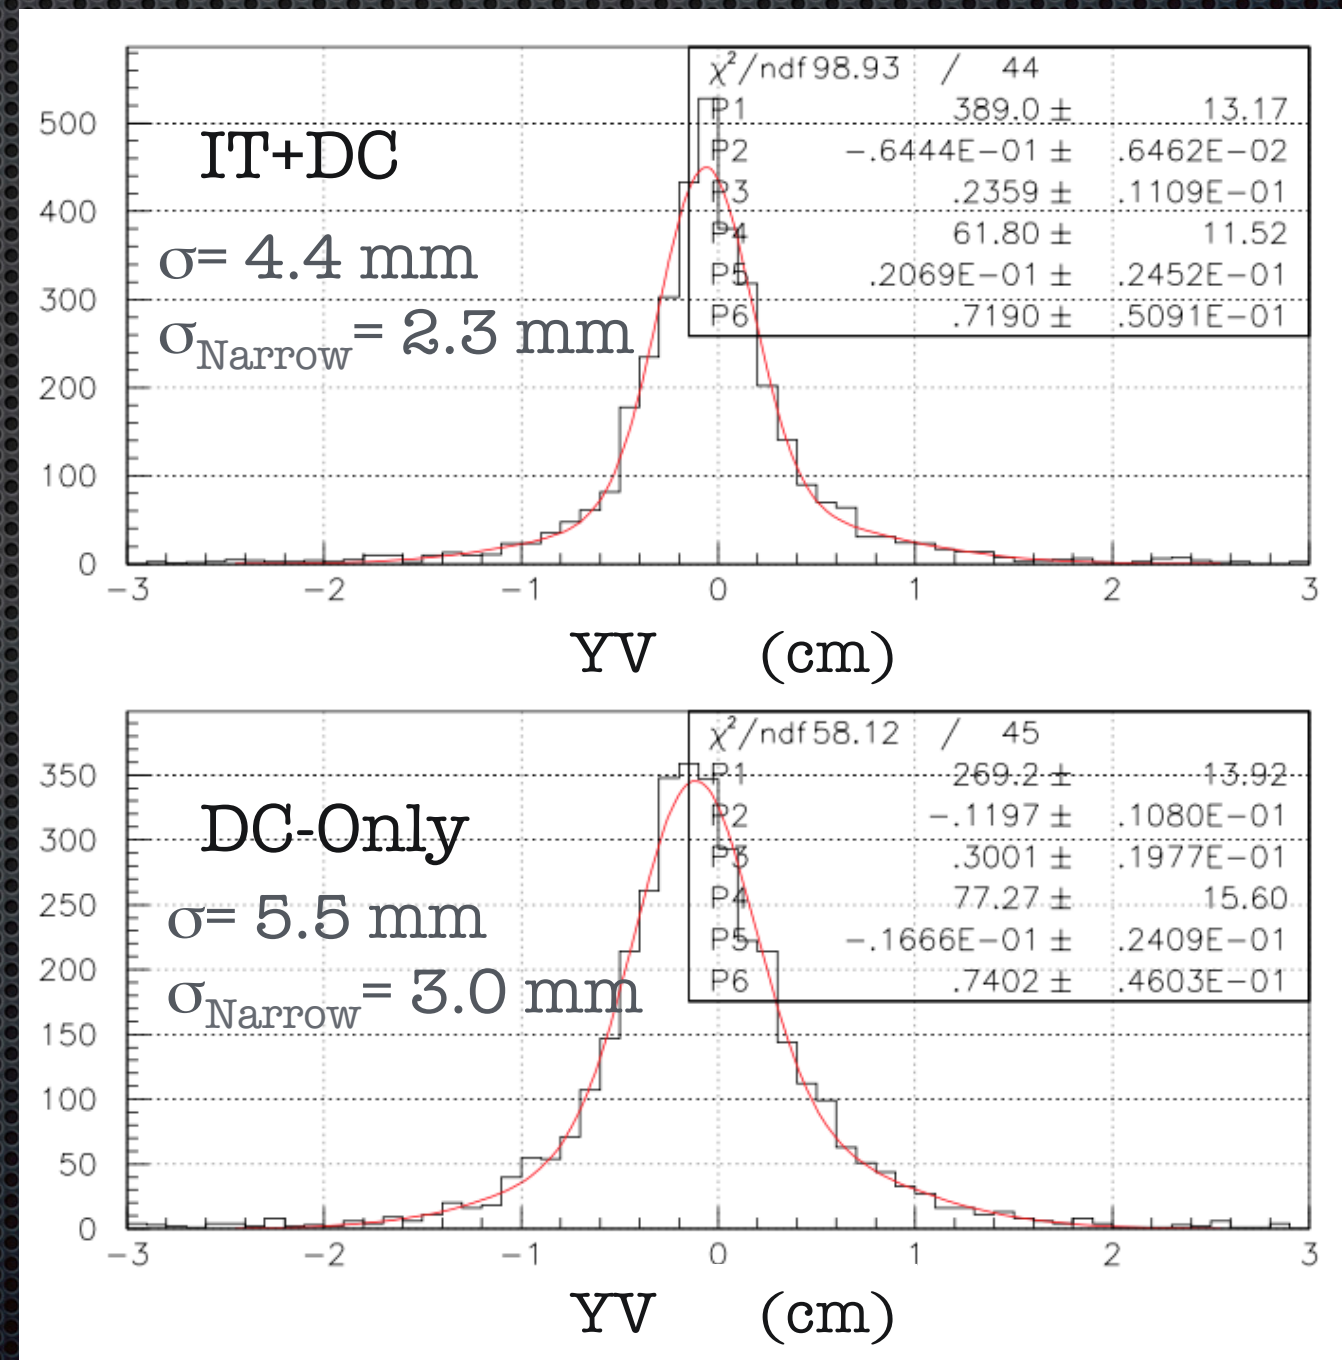 χ²/ndf 98.93 / 44
P1 389.0 ± 13.17
P2 -.6444E-01 ± .6462E-02
P3 .2359 ± .1109E-01
P4 61.80 ± 11.52
P5 .2069E-01 ± .2452E-01
P6 .7190 ± .5091E-01
IT+DC
σ= 4.4 mm
σNarrow= 2.3 mm
500
400
300
200
100
0
-3 -2 -1 0 1 2 3
YV (cm)
χ²/ndf 58.12 / 45
P1 269.2 ± 13.92
P2 -.1197 ± .1080E-01
P3 .3001 ± .1977E-01
P4 77.27 ± 15.60
P5 -.1666E-01 ± .2409E-01
P6 .7402 ± .4603E-01
DC-Only
σ= 5.5 mm
σNarrow= 3.0 mm
350
300
250
200
150
100
50
0
-3 -2 -1 0 1 2 3
YV (cm)